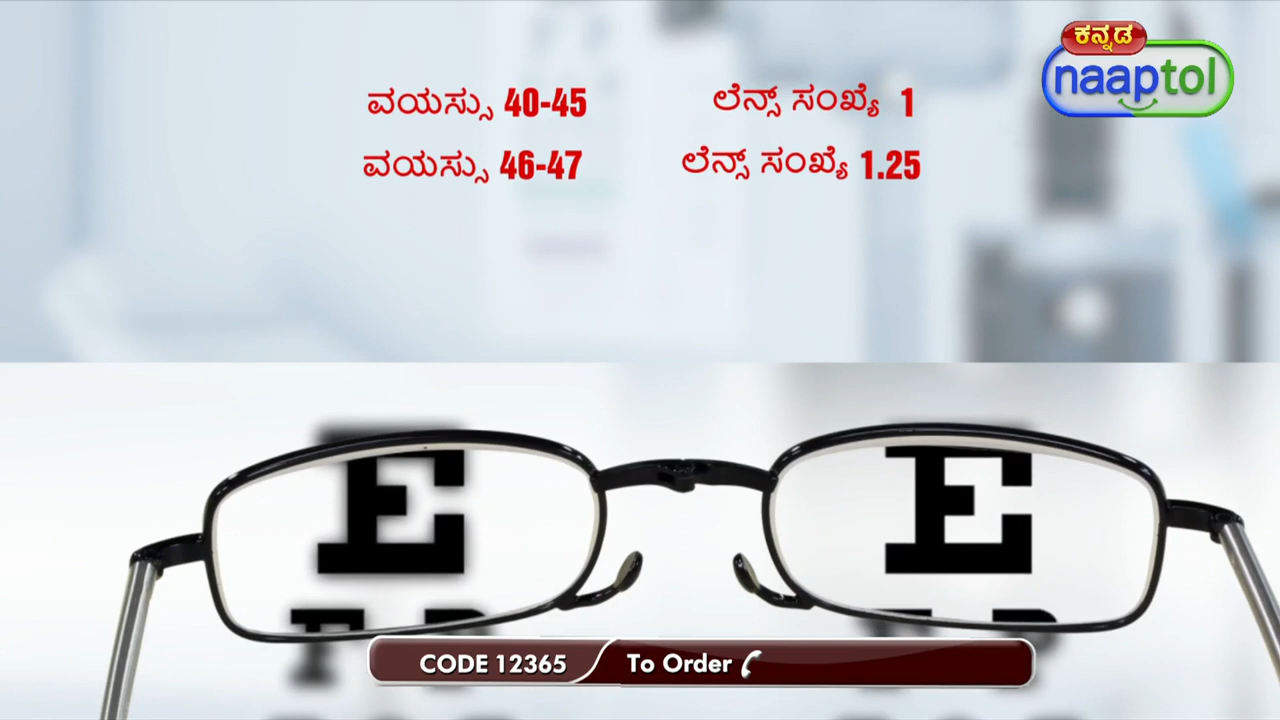 ಕನ್ನಡ
naaptol
ವಯಸ್ಸು 40-45 ಲೆನ್ಸ್ ಸಂಖ್ಯೆ 1
ವಯಸ್ಸು 46-47 ಲೆನ್ಸ್ ಸಂಖ್ಯೆ 1.25
E E
CODE 12365 To Order